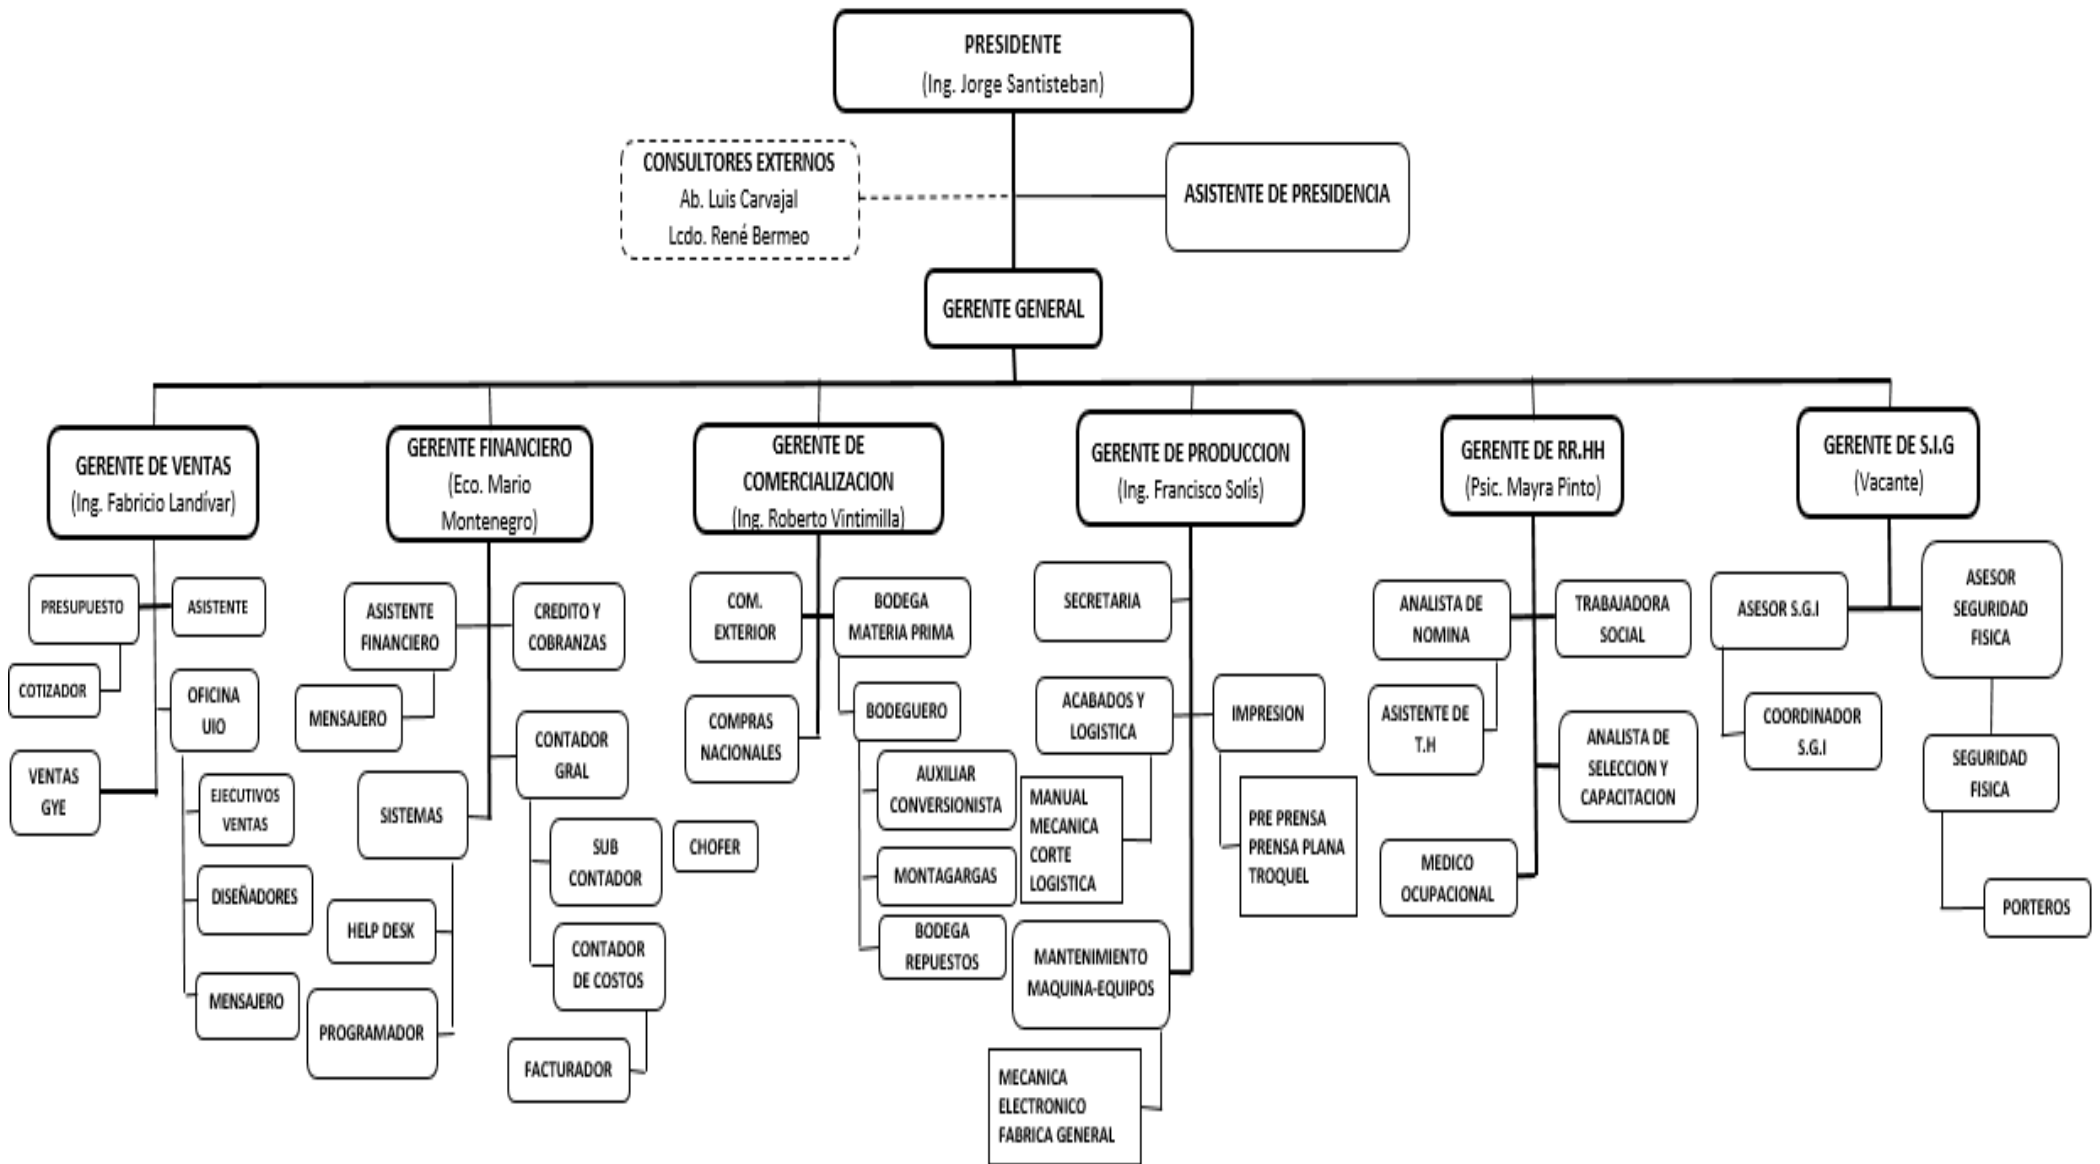 PRESIDENTE
(Ing. Jorge Santisteban)
CONSULTORES EXTERNOS
Ab. Luis Carvajal
Lcdo. René Bermeo
ASISTENTE DE PRESIDENCIA
GERENTE GENERAL
GERENTE DE VENTAS
(Ing. Fabricio Landívar)
GERENTE FINANCIERO
(Eco. Mario
Montenegro)
GERENTE DE
COMERCIALIZACION
(Ing. Roberto Vintimilla)
GERENTE DE PRODUCCION
(Ing. Francisco Solís)
GERENTE DE RR.HH
(Psic. Mayra Pinto)
GERENTE DE S.I.G
(Vacante)
PRESUPUESTO
ASISTENTE
COTIZADOR
OFICINA
UIO
VENTAS
GYE
EJECUTIVOS
VENTAS
DISEÑADORES
MENSAJERO
ASISTENTE
FINANCIERO
CREDITO Y
COBRANZAS
MENSAJERO
CONTADOR
GRAL
SISTEMAS
SUB
CONTADOR
HELP DESK
CONTADOR
DE COSTOS
PROGRAMADOR
FACTURADOR
CHOFER
COM.
EXTERIOR
BODEGA
MATERIA PRIMA
BODEGUERO
COMPRAS
NACIONALES
AUXILIAR
CONVERSIONISTA
MONTAGARGAS
BODEGA
REPUESTOS
SECRETARIA
ACABADOS Y
LOGISTICA
IMPRESION
MANUAL
MECANICA
CORTE
LOGISTICA
PRE PRENSA
PRENSA PLANA
TROQUEL
MANTENIMIENTO
MAQUINA-EQUIPOS
MECANICA
ELECTRONICO
FABRICA GENERAL
ANALISTA DE
NOMINA
TRABAJADORA
SOCIAL
ASISTENTE DE
T.H
ANALISTA DE
SELECCION Y
CAPACITACION
MEDICO
OCUPACIONAL
ASESOR S.G.I
ASESOR
SEGURIDAD
FISICA
COORDINADOR
S.G.I
SEGURIDAD
FISICA
PORTEROS